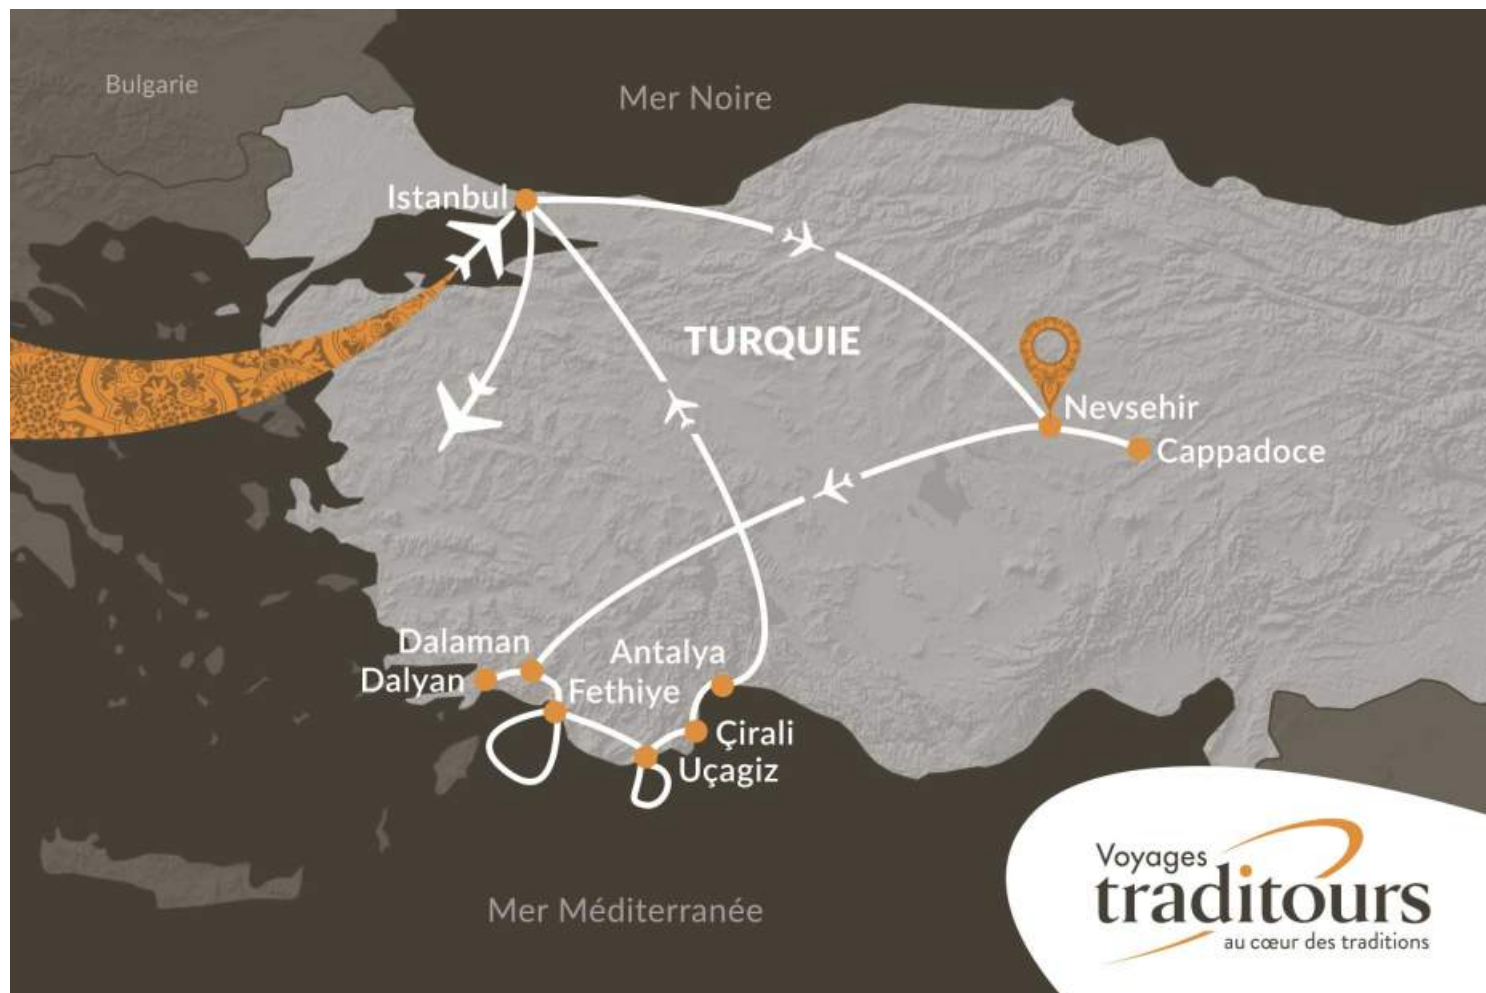 Bulgarie
Mer Noire
Istanbul
TURQUIE
Nevsehir
Cappadoce
Dalaman
Antalya
Dalyan
Fethiye
Çirali
Uçagiz
Mer Méditerranée
Voyages
traditours
au cœur des traditions